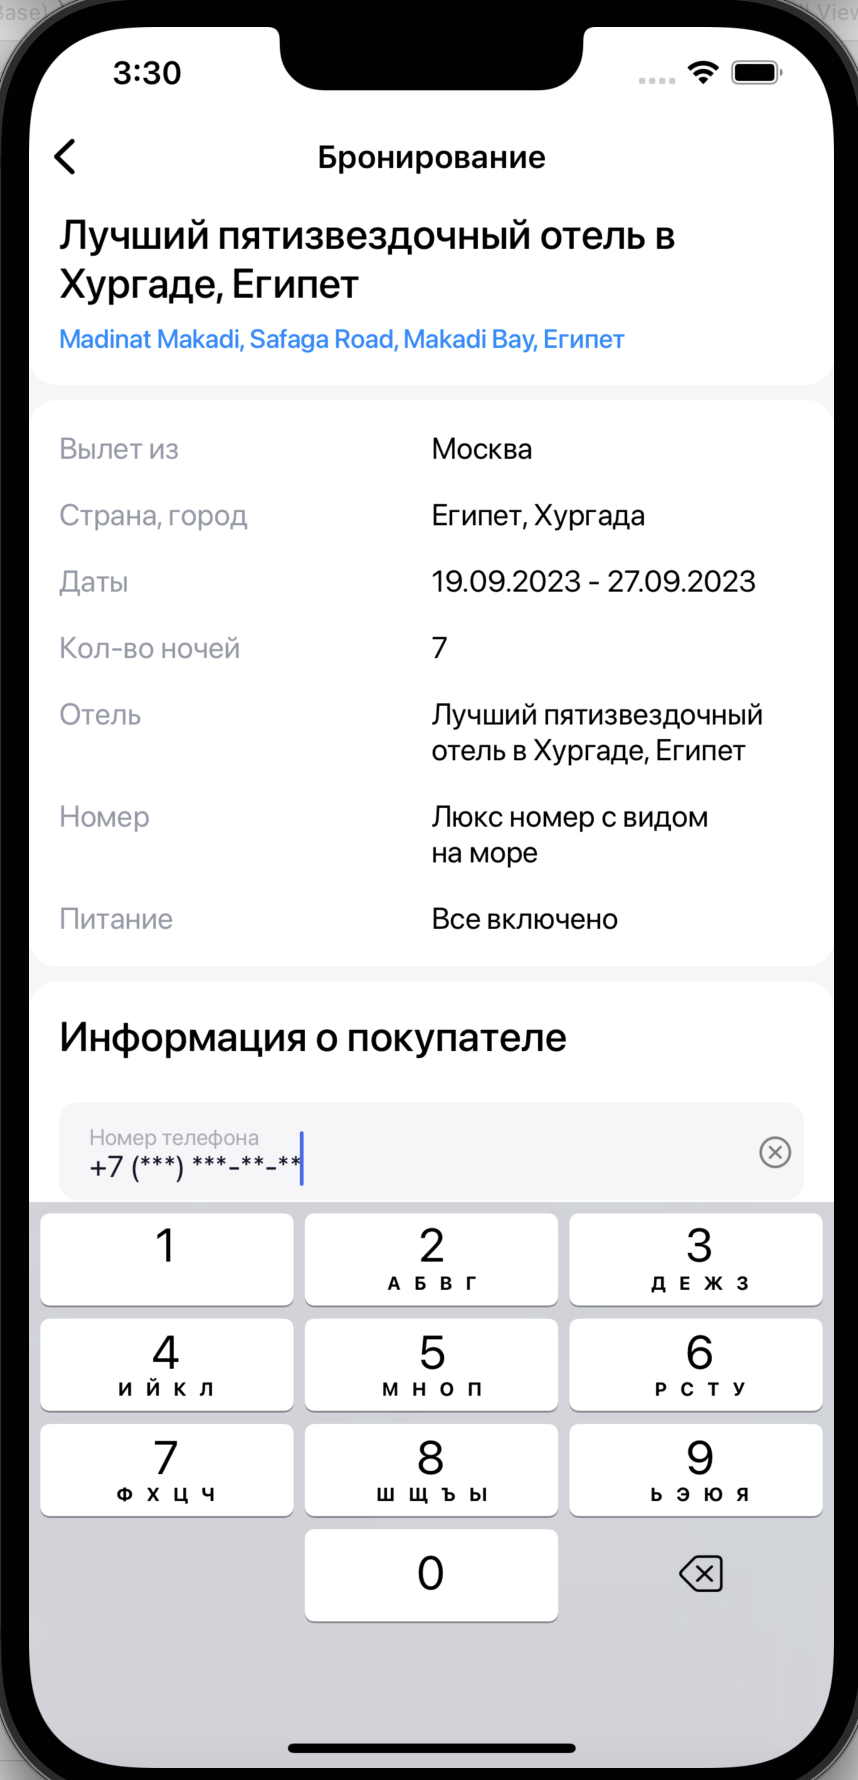 3:30
Бронирование
Лучший пятизвездочный отель в
Хургаде, Египет
Madinat Makadi, Safaga Road, Makadi Bay, Египет
Вылет из
Москва
Страна, город
Египет, Хургада
Даты
19.09.2023 - 27.09.2023
Кол-во ночей
7
Отель
Лучший пятизвездочный
отель в Хургаде, Египет
Номер
Люкс номер с видом
на море
Питание
Все включено
Информация о покупателе
Номер телефона
+7 (***) ***-**-**
1
2
А Б В Г
3
Д Е Ж З
4
И Й К Л
5
М Н О П
6
Р С Т У
7
Ф Х Ц Ч
8
Ш Щ Ъ Ы
9
Ь Э Ю Я
0